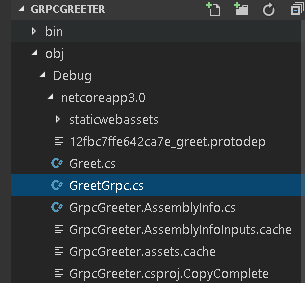 GRPCGREETER
bin
obj
Debug
netcoreapp3.0
staticwebassets
12fbc7ffe642ca7e_greet.protodep
Greet.cs
GreetGrpc.cs
GrpcGreeter.AssemblyInfo.cs
GrpcGreeter.AssemblyInfoInputs.cache
GrpcGreeter.assets.cache
GrpcGreeter.csproj.CopyComplete